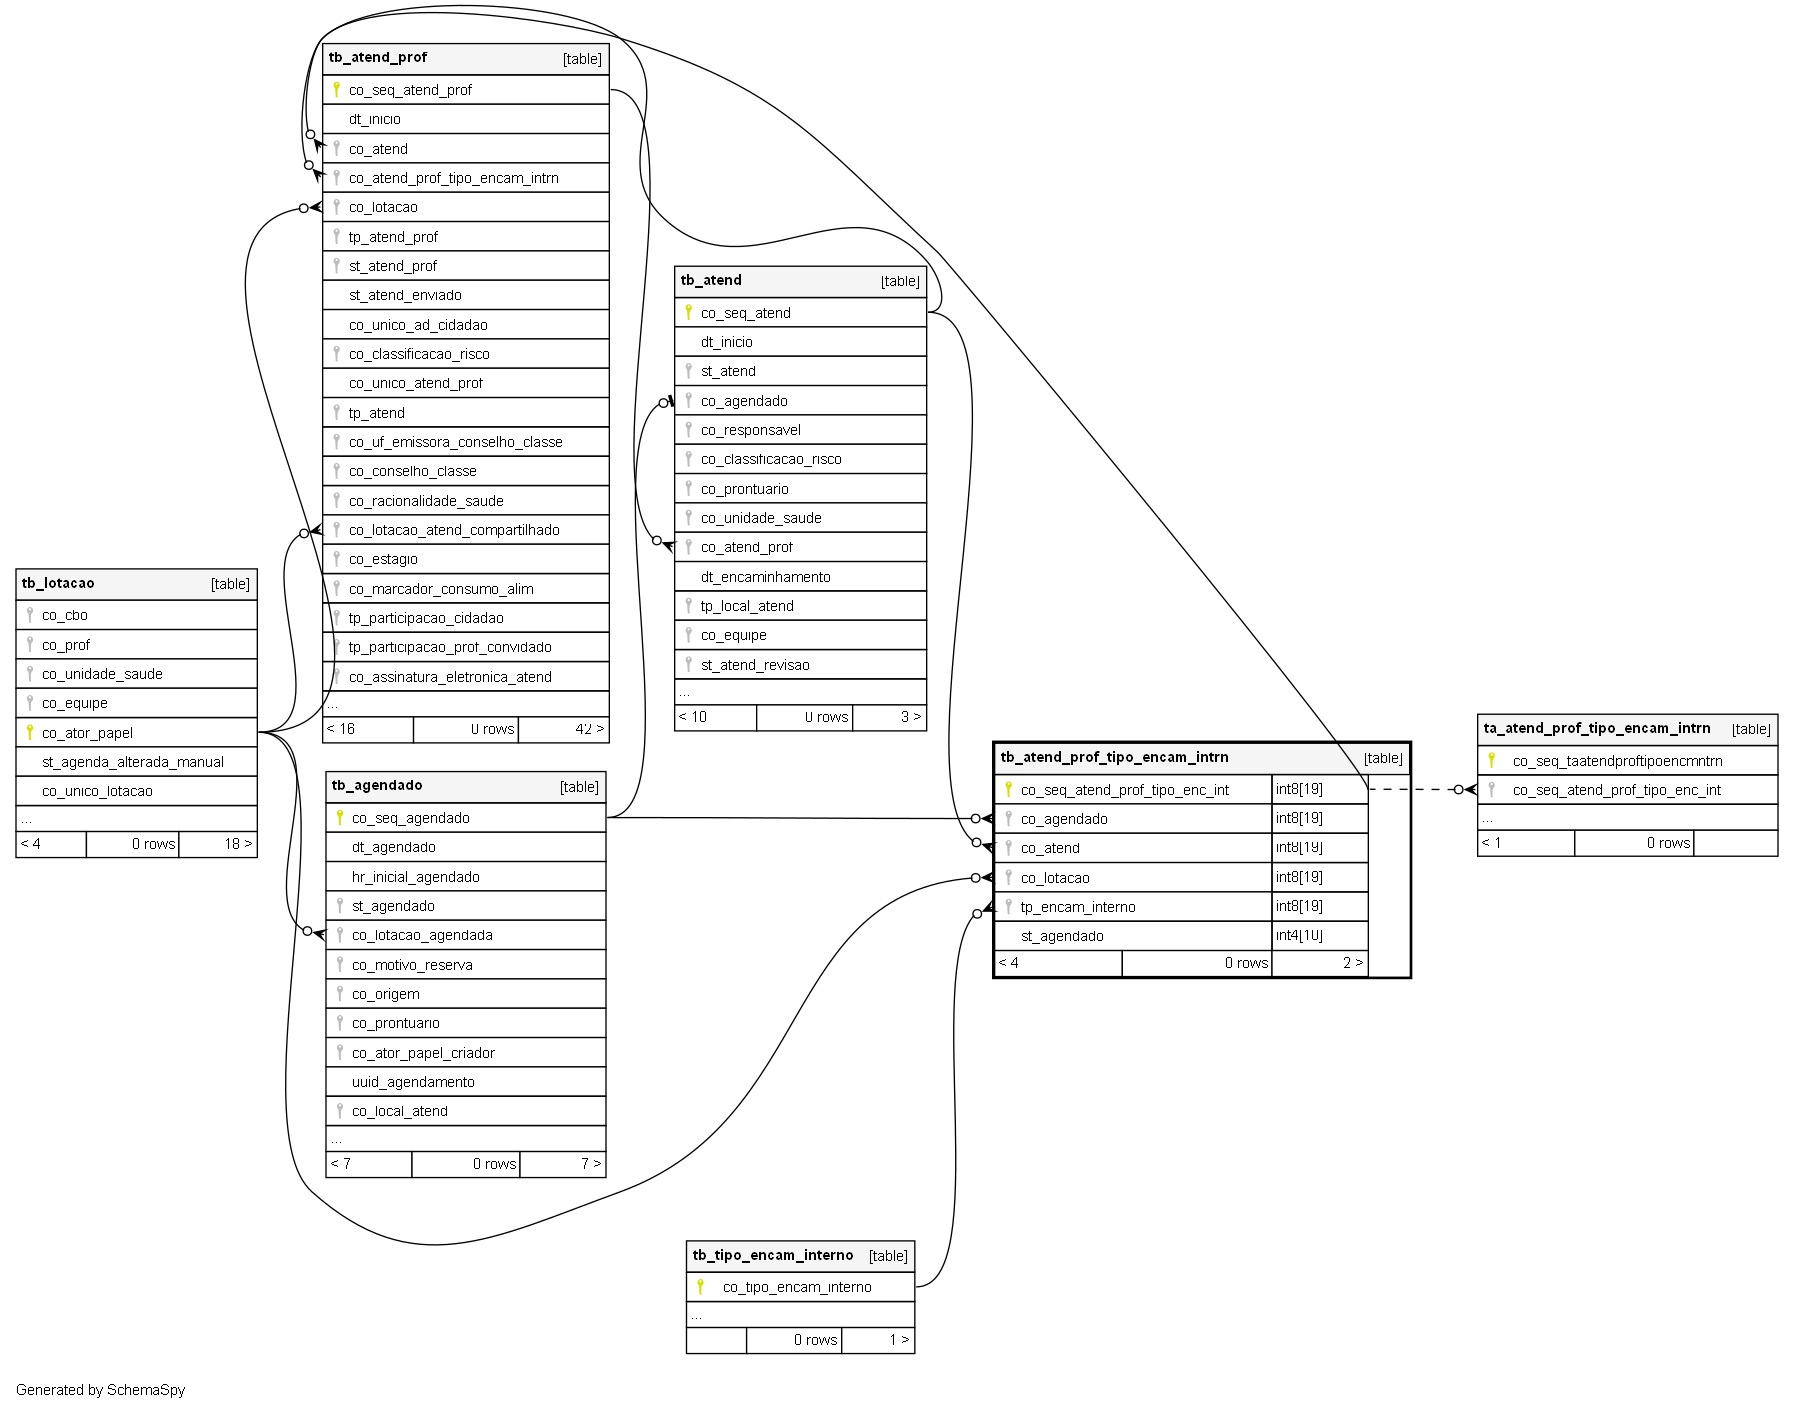 tb_atend_prof [table]
co_seq_atend_prof
dt_inicio
co_atend
co_atend_prof_tipo_encam_intrn
co_lotacao
tp_atend_prof
st_atend_prof
st_atend_enviado
co_unico_ad_cidadao
co_classificacao_risco
co_unico_atend_prof
tp_atend
co_uf_emissora_conselho_classe
co_conselho_classe
co_racionalidade_saude
co_lotacao_atend_compartilhado
co_estagio
co_marcador_consumo_alim
tp_participacao_cidadao
tp_participacao_prof_convidado
co_assinatura_eletronica_atend
...
< 16 0 rows 42 >
tb_atend [table]
co_seq_atend
dt_inicio
st_atend
co_agendado
co_responsavel
co_classificacao_risco
co_prontuario
co_unidade_saude
co_atend_prof
dt_encaminhamento
tp_local_atend
co_equipe
st_atend_revisao
...
< 10 0 rows 3 >
tb_lotacao [table]
co_cbo
co_prof
co_unidade_saude
co_equipe
co_ator_papel
st_agenda_alterada_manual
co_unico_lotacao
...
< 4 0 rows 18 >
tb_agendado [table]
co_seq_agendado
dt_agendado
hr_inicial_agendado
st_agendado
co_lotacao_agendada
co_motivo_reserva
co_origem
co_prontuario
co_ator_papel_criador
uuid_agendamento
co_local_atend
...
< 7 0 rows 7 >
tb_atend_prof_tipo_encam_intrn [table]
co_seq_atend_prof_tipo_enc_int int8[19]
co_agendado int8[19]
co_atend int8[19]
co_lotacao int8[19]
tp_encam_interno int8[19]
st_agendado int4[10]
< 4 0 rows 2 >
ta_atend_prof_tipo_encam_intrn [table]
co_seq_taatendproftipoencmntrn
co_seq_atend_prof_tipo_enc_int
...
< 1 0 rows
tb_tipo_encam_interno [table]
co_tipo_encam_interno
...
0 rows 1 >
Generated by SchemaSpy